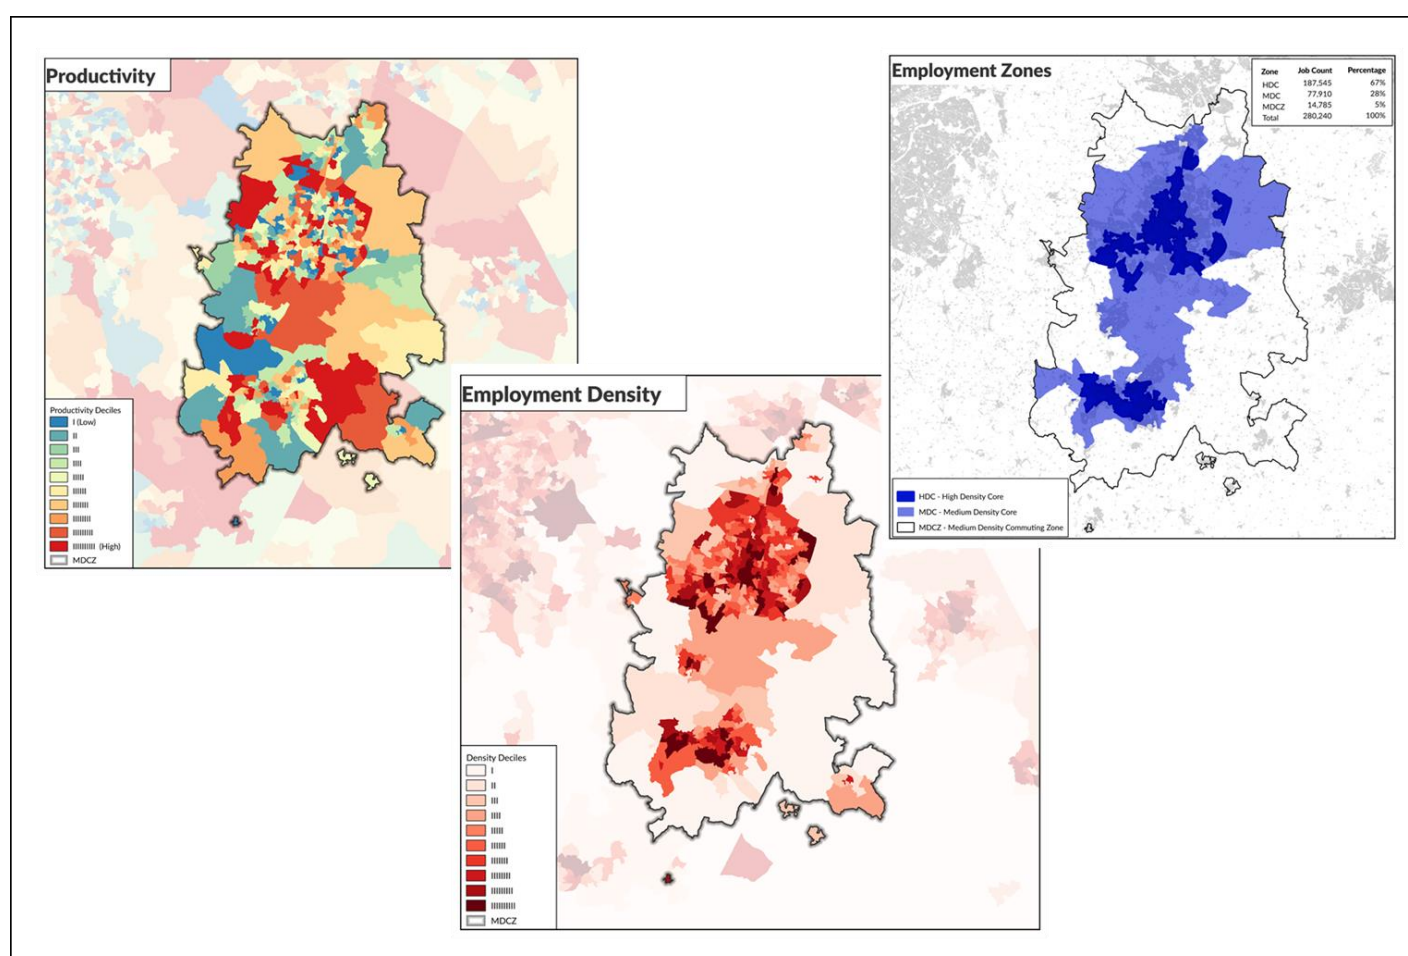 Productivity
Productivity Deciles
I (Low)
II
III
IIII
IIIII
IIIIII
IIIIIII
IIIIIIII
IIIIIIIII
IIIIIIIIII (High)
MDCZ
Employment Density
Density Deciles
I
II
III
IIII
IIIII
IIIIII
IIIIIII
IIIIIIII
IIIIIIIII
IIIIIIIIII
MDCZ
Employment Zones
Zone Job Count Percentage
HDC 187,545 67%
MDC 77,910 28%
MDCZ 14,785 5%
Total 280,240 100%
HDC - High Density Core
MDC - Medium Density Core
MDCZ - Medium Density Commuting Zone